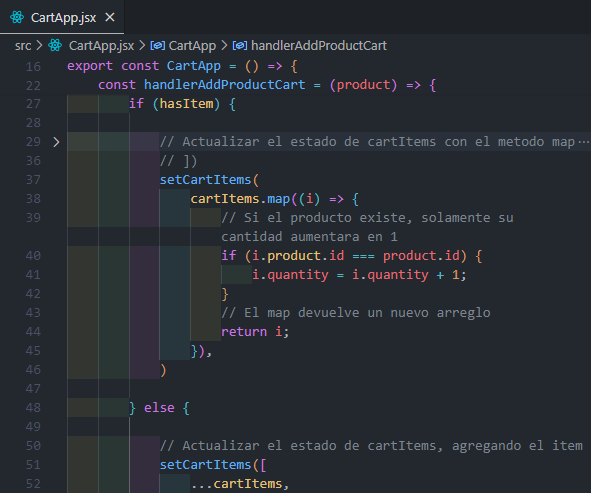 CartApp.jsx ×
src > CartApp.jsx > CartApp > handlerAddProductCart
16 export const CartApp = () => {
22 const handlerAddProductCart = (product) => {
27 if (hasItem) {
28
29 > // Actualizar el estado de cartItems con el metodo map ⋯
36 // ])
37 setCartItems(
38 cartItems.map((i) => {
39 // Si el producto existe, solamente su
cantidad aumentara en 1
40 if (i.product.id === product.id) {
41 i.quantity = i.quantity + 1;
42 }
43 // El map devuelve un nuevo arreglo
44 return i;
45 }),
46 )
47
48 } else {
49
50 // Actualizar el estado de cartItems, agregando el item
51 setCartItems([
52 ...cartItems,